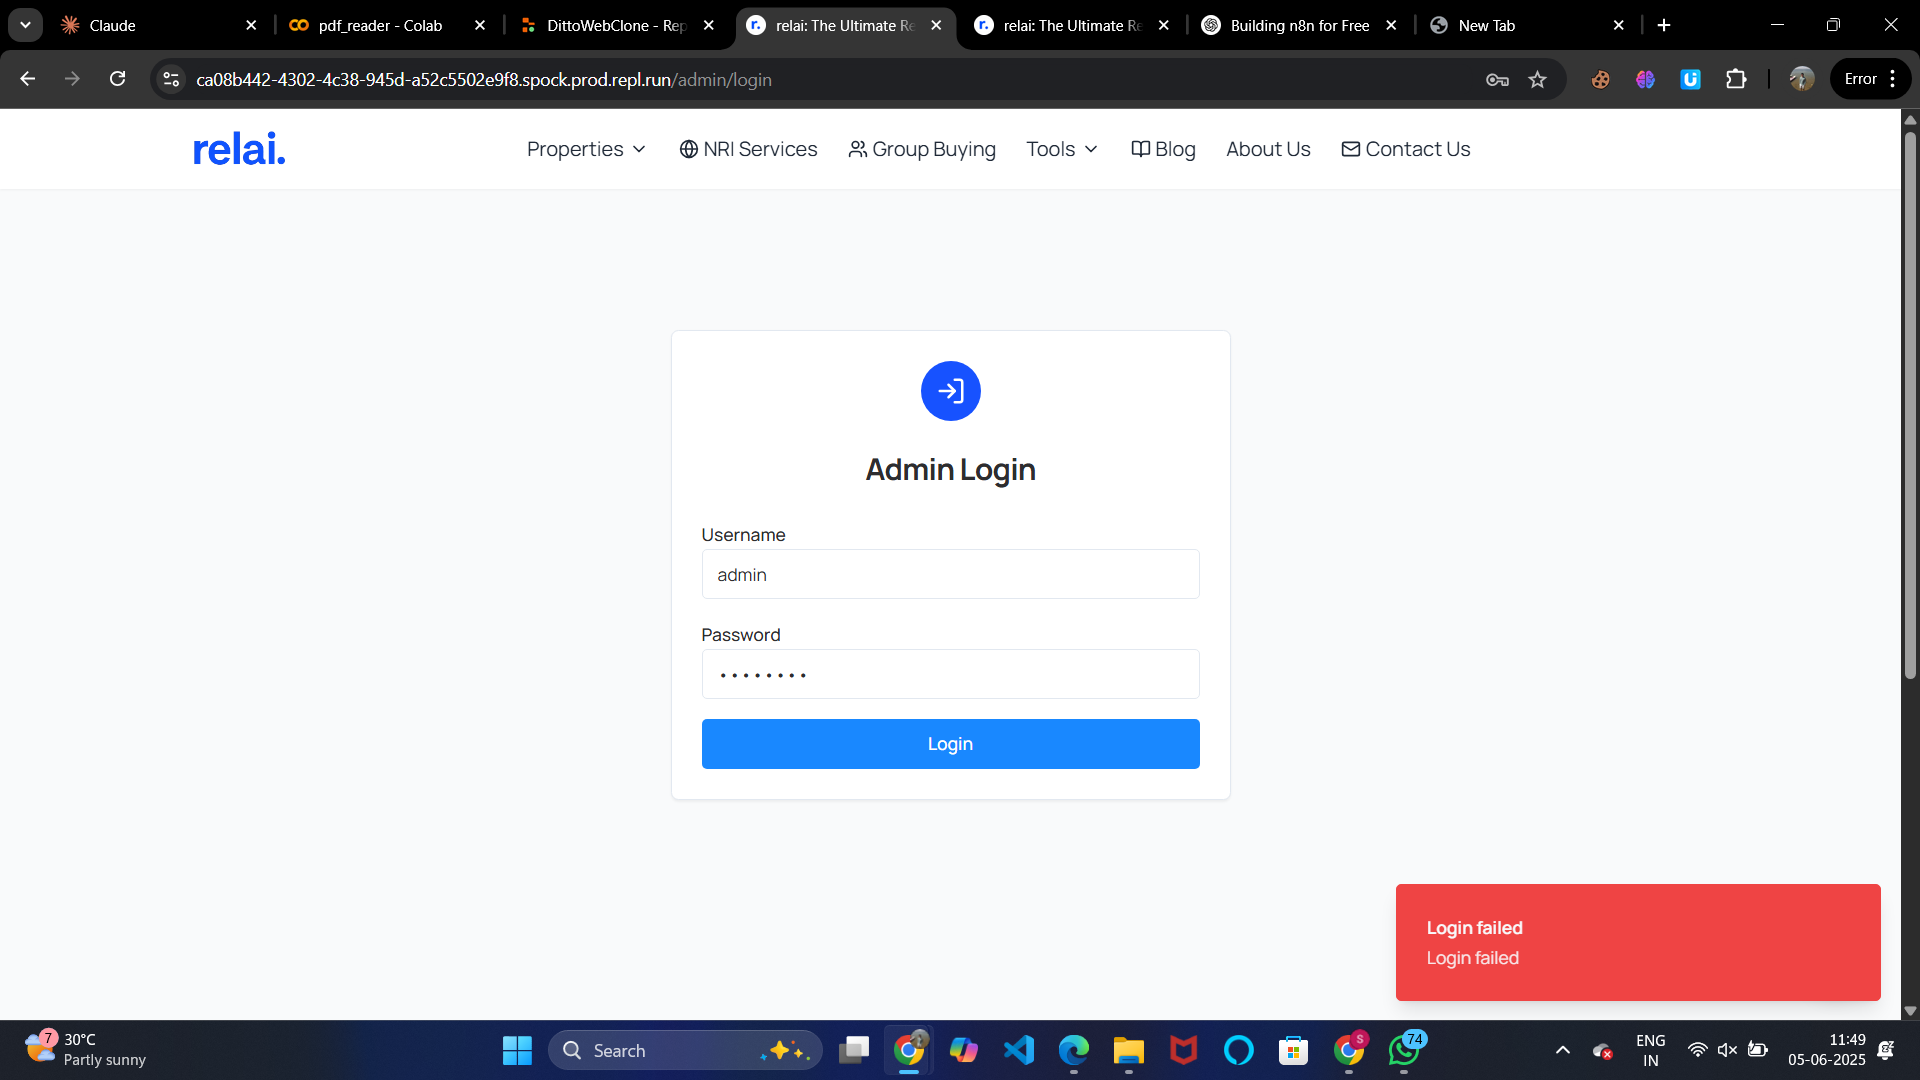 Claude
pdf_reader - Colab
DittoWebClone - Rep
relai: The Ultimate Re
relai: The Ultimate Re
Building n8n for Free
New Tab
ca08b442-4302-4c38-945d-a52c5502e9f8.spock.prod.repl.run/admin/login
Error
relai.
Properties
NRI Services
Group Buying
Tools
Blog
About Us
Contact Us
Admin Login
Username
admin
Password
••••••••
Login
Login failed
Login failed
7
30°C
Partly sunny
Search
S
74
ENG
IN
11:49
05-06-2025